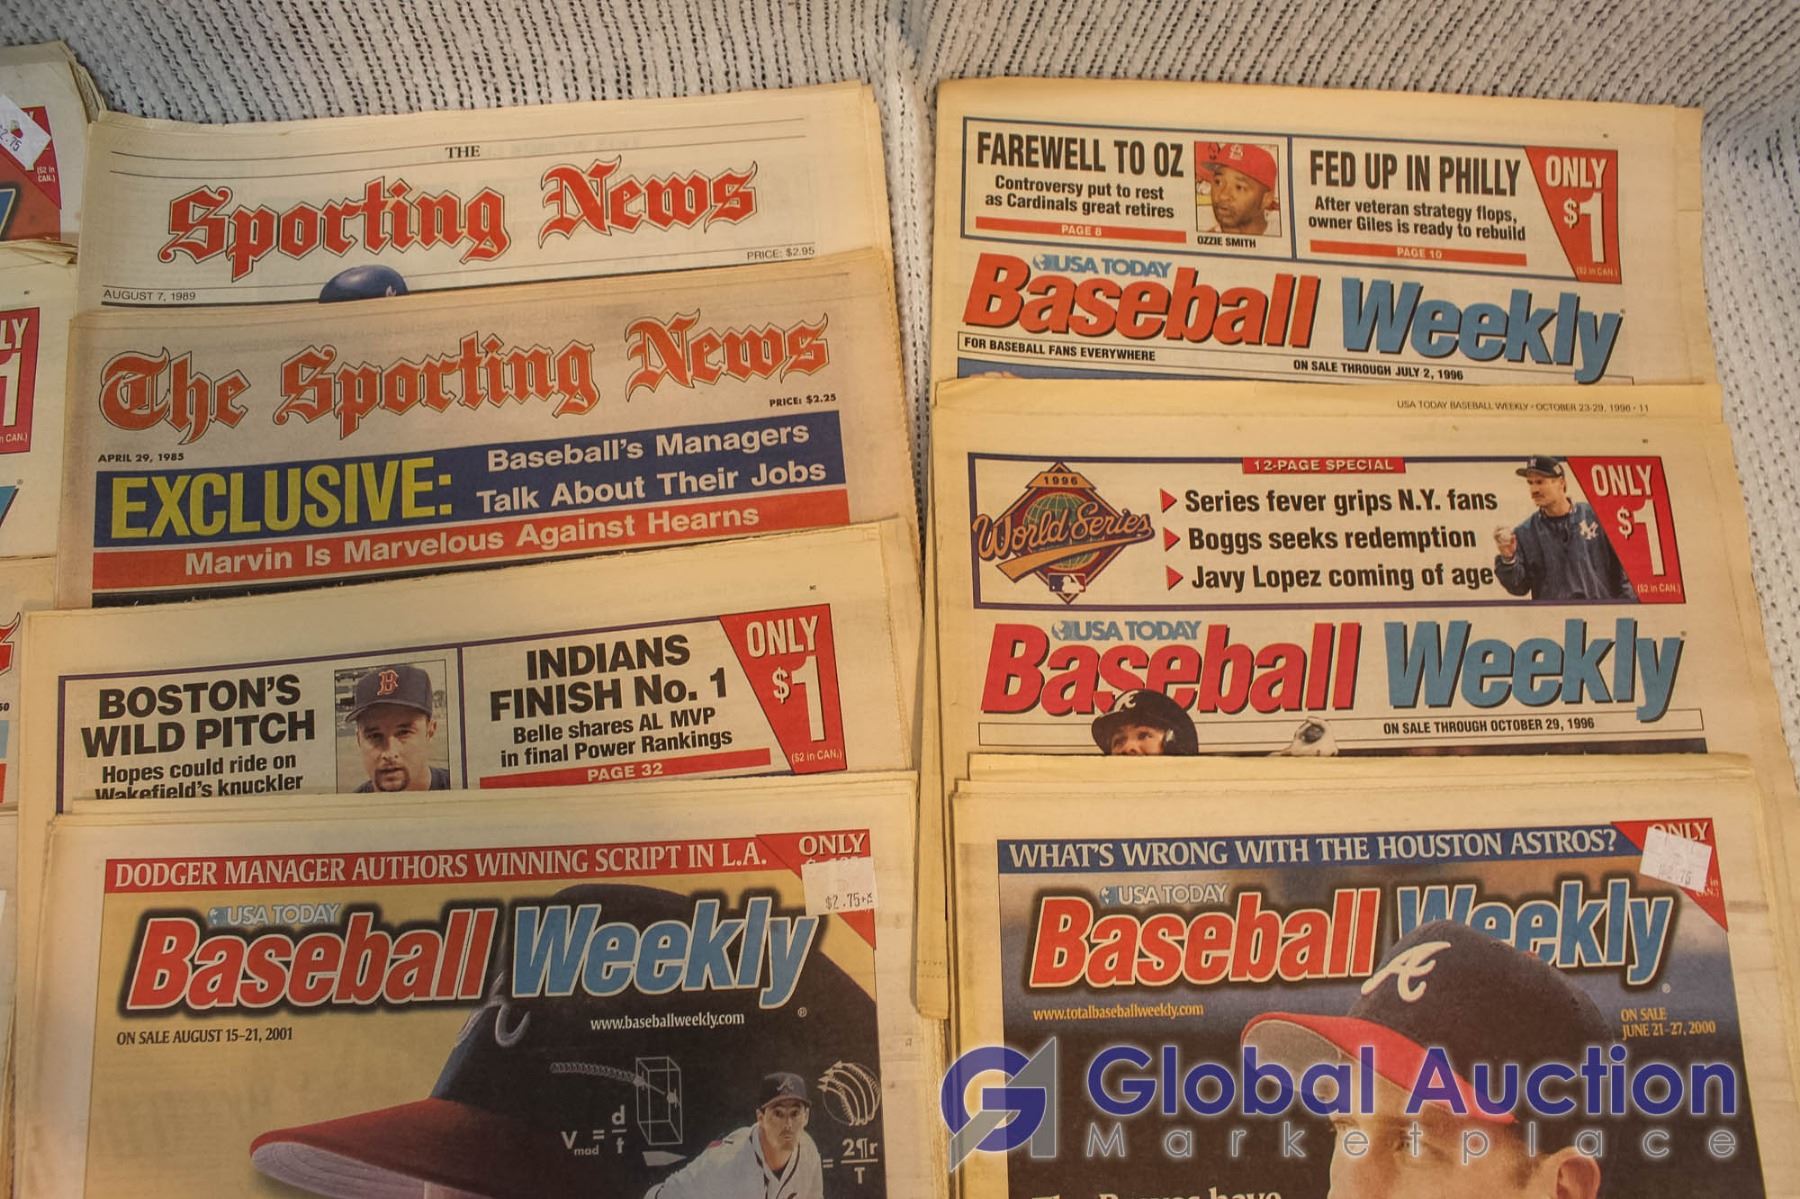 THE
Sporting News
PRICE: $2.95
AUGUST 7, 1989
The Sporting News
PRICE: $2.25
APRIL 29, 1985
EXCLUSIVE:
Baseball's Managers
Talk About Their Jobs
Marvin Is Marvelous Against Hearns
BOSTON'S
WILD PITCH
Hopes could ride on
Wakefield's knuckler
INDIANS
FINISH No. 1
Belle shares AL MVP
in final Power Rankings
PAGE 32
ONLY
$1
($2 in CAN.)
DODGER MANAGER AUTHORS WINNING SCRIPT IN L.A.
ONLY
$2.75
USA TODAY
Baseball Weekly
ON SALE AUGUST 15-21, 2001
www.baseballweekly.com
V mad = d/f
= 2¶r/T
FAREWELL TO OZ
Controversy put to rest
as Cardinals great retires
PAGE 8
OZZIE SMITH
FED UP IN PHILLY
After veteran strategy flops,
owner Giles is ready to rebuild
PAGE 10
ONLY
$1
($2 in CAN.)
USA TODAY
Baseball Weekly
FOR BASEBALL FANS EVERYWHERE
ON SALE THROUGH JULY 2, 1996
USA TODAY BASEBALL WEEKLY · OCTOBER 23-29, 1996 · 11
12-PAGE SPECIAL
1996
World Series
Series fever grips N.Y. fans
Boggs seeks redemption
Javy Lopez coming of age
ONLY
$1
($2 in CAN.)
USA TODAY
Baseball Weekly
ON SALE THROUGH OCTOBER 29, 1996
WHAT'S WRONG WITH THE HOUSTON ASTROS?
ONLY
$2.75
USA TODAY
Baseball Weekly
www.totalbaseballweekly.com
ON SALE
JUNE 21-27, 2000
Global Auction
Marketplace
$2.75
($2 in
CAN.)